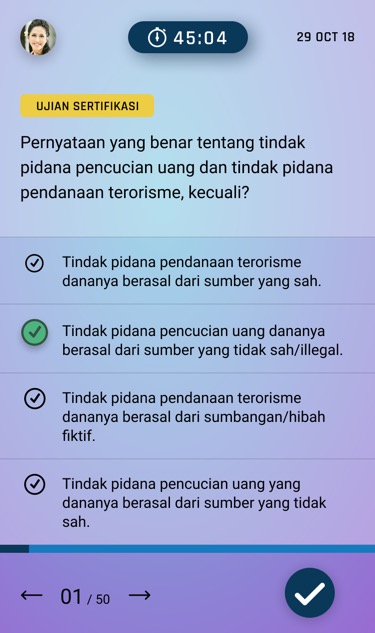 45:04
29 OCT 18
UJIAN SERTIFIKASI
Pernyataan yang benar tentang tindak
pidana pencucian uang dan tindak pidana
pendanaan terorisme, kecuali?
Tindak pidana pendanaan terorisme
dananya berasal dari sumber yang sah.
Tindak pidana pencucian uang dananya
berasal dari sumber yang tidak sah/illegal.
Tindak pidana pendanaan terorisme
dananya berasal dari sumbangan/hibah
fiktif.
Tindak pidana pencucian uang yang
dananya berasal dari sumber yang tidak
sah.
01 / 50